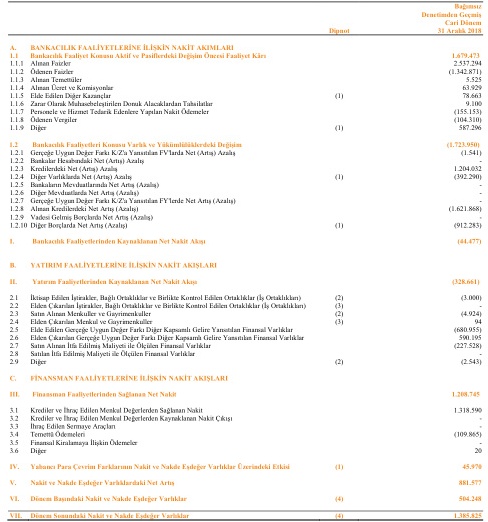 Bağımsız
Denetimden Geçmiş
Cari Dönem
Dipnot 31 Aralık 2018
A. BANKACILIK FAALİYETLERİNE İLİŞKİN NAKİT AKIMLARI
1.1 Bankacılık Faaliyet Konusu Aktif ve Pasiflerdeki Değişim Öncesi Faaliyet Kârı 1.679.473
1.1.1 Alınan Faizler 2.537.294
1.1.2 Ödenen Faizler (1.342.871)
1.1.3 Alınan Temettüler 5.525
1.1.4 Alınan Ücret ve Komisyonlar 63.929
1.1.5 Elde Edilen Diğer Kazançlar (1) 78.663
1.1.6 Zarar Olarak Muhasebeleştirilen Donuk Alacaklardan Tahsilatlar 9.100
1.1.7 Personele ve Hizmet Tedarik Edenlere Yapılan Nakit Ödemeler (155.153)
1.1.8 Ödenen Vergiler (104.310)
1.1.9 Diğer (1) 587.296
1.2 Bankacılık Faaliyetleri Konusu Varlık ve Yükümlülüklerdeki Değişim (1.723.950)
1.2.1 Gerçeğe Uygun Değer Farkı K/Z'a Yansıtılan FV'larda Net (Artış) Azalış (1.541)
1.2.2 Bankalar Hesabındaki Net (Artış) Azalış -
1.2.3 Kredilerdeki Net (Artış) Azalış 1.204.032
1.2.4 Diğer Varlıklarda Net (Artış) Azalış (1) (392.290)
1.2.5 Bankaların Mevduatlarında Net Artış (Azalış) -
1.2.6 Diğer Mevduatlarda Net Artış (Azalış) -
1.2.7 Gerçeğe Uygun Değer Farkı K/Z'a Yansıtılan FY'lerde Net Artış (Azalış) -
1.2.8 Alınan Kredilerdeki Net Artış (Azalış) (1.621.868)
1.2.9 Vadesi Gelmiş Borçlarda Net Artış (Azalış) -
1.2.10 Diğer Borçlarda Net Artış (Azalış) (1) (912.283)
I. Bankacılık Faaliyetlerinden Kaynaklanan Net Nakit Akışı (44.477)
B. YATIRIM FAALİYETLERİNE İLİŞKİN NAKİT AKIŞLARI
II. Yatırım Faaliyetlerinden Kaynaklanan Net Nakit Akışı (328.661)
2.1 İktisap Edilen İştirakler, Bağlı Ortaklıklar ve Birlikte Kontrol Edilen Ortaklıklar (İş Ortaklıkları) (2) (3.000)
2.2 Elden Çıkarılan İştirakler, Bağlı Ortaklıklar ve Birlikte Kontrol Edilen Ortaklıklar (İş Ortaklıkları) (3) -
2.3 Satın Alınan Menkuller ve Gayrimenkuller (2) (4.924)
2.4 Elden Çıkarılan Menkul ve Gayrimenkuller (3) 94
2.5 Elde Edilen Gerçeğe Uygun Değer Farkı Diğer Kapsamlı Gelire Yansıtılan Finansal Varlıklar (680.955)
2.6 Elden Çıkarılan Gerçeğe Uygun Değer Farkı Diğer Kapsamlı Gelire Yansıtılan Finansal Varlıklar 590.195
2.7 Satın Alınan İtfa Edilmiş Maliyeti ile Ölçülen Finansal Varlıklar (227.528)
2.8 Satılan İtfa Edilmiş Maliyeti ile Ölçülen Finansal Varlıklar -
2.9 Diğer (2) (2.543)
C. FİNANSMAN FAALİYETLERİNE İLİŞKİN NAKİT AKIŞLARI
III. Finansman Faaliyetlerinden Sağlanan Net Nakit 1.208.745
3.1 Krediler ve İhraç Edilen Menkul Değerlerden Sağlanan Nakit 1.318.590
3.2 Krediler ve İhraç Edilen Menkul Değerlerden Kaynaklanan Nakit Çıkışı -
3.3 İhraç Edilen Sermaye Araçları -
3.4 Temettü Ödemeleri (109.865)
3.5 Finansal Kiralamaya İlişkin Ödemeler -
3.6 Diğer 20
IV. Yabancı Para Çevrim Farklarının Nakit ve Nakde Eşdeğer Varlıklar Üzerindeki Etkisi (1) 45.970
V. Nakit ve Nakde Eşdeğer Varlıklardaki Net Artış 881.577
VI. Dönem Başındaki Nakit ve Nakde Eşdeğer Varlıklar (4) 504.248
VII. Dönem Sonundaki Nakit ve Nakde Eşdeğer Varlıklar (4) 1.385.825